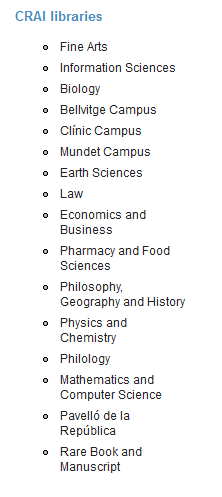 CRAI libraries
Fine Arts
Information Sciences
Biology
Bellvitge Campus
Clínic Campus
Mundet Campus
Earth Sciences
Law
Economics and
Business
Pharmacy and Food
Sciences
Philosophy,
Geography and History
Physics and
Chemistry
Philology
Mathematics and
Computer Science
Pavelló de la
República
Rare Book and
Manuscript